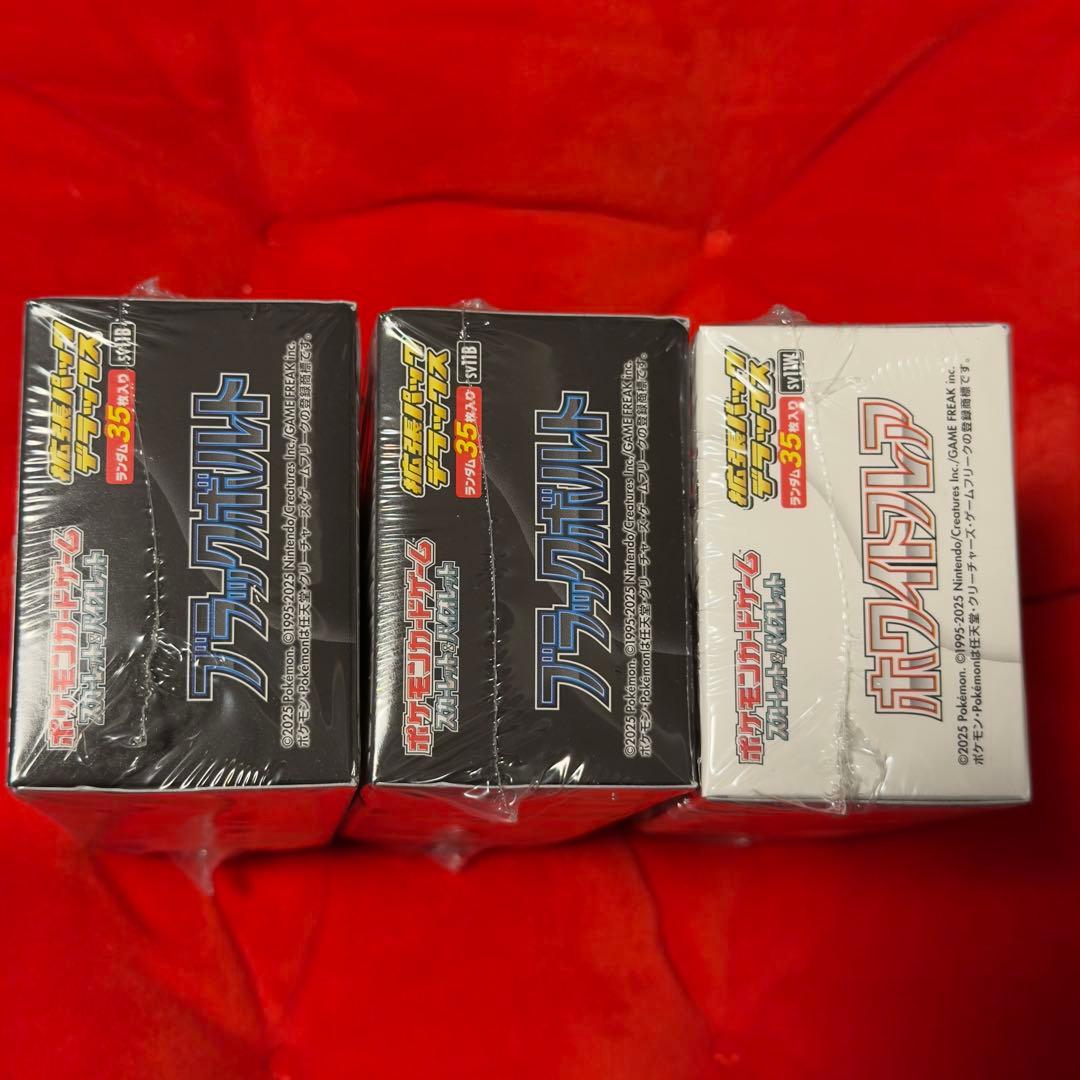 ポケモンカードゲーム
スカーレット&バイオレット
拡張パック
デラックス
ランダム35枚入り
sv11B
ブラックボルト
©2025 Pokémon. ©1995-2025 Nintendo/Creatures Inc./GAME FREAK inc.
ポケモン・Pokémonは任天堂・クリーチャーズ・ゲームフリークの登録商標です。
ポケモンカードゲーム
スカーレット&バイオレット
拡張パック
デラックス
ランダム35枚入り
sv11B
ブラックボルト
©2025 Pokémon. ©1995-2025 Nintendo/Creatures Inc./GAME FREAK inc.
ポケモン・Pokémonは任天堂・クリーチャーズ・ゲームフリークの登録商標です。
ポケモンカードゲーム
スカーレット&バイオレット
拡張パック
デラックス
ランダム35枚入り
sv11W
ホワイトフレア
©2025 Pokémon. ©1995-2025 Nintendo/Creatures Inc./GAME FREAK inc.
ポケモン・Pokémonは任天堂・クリーチャーズ・ゲームフリークの登録商標です。